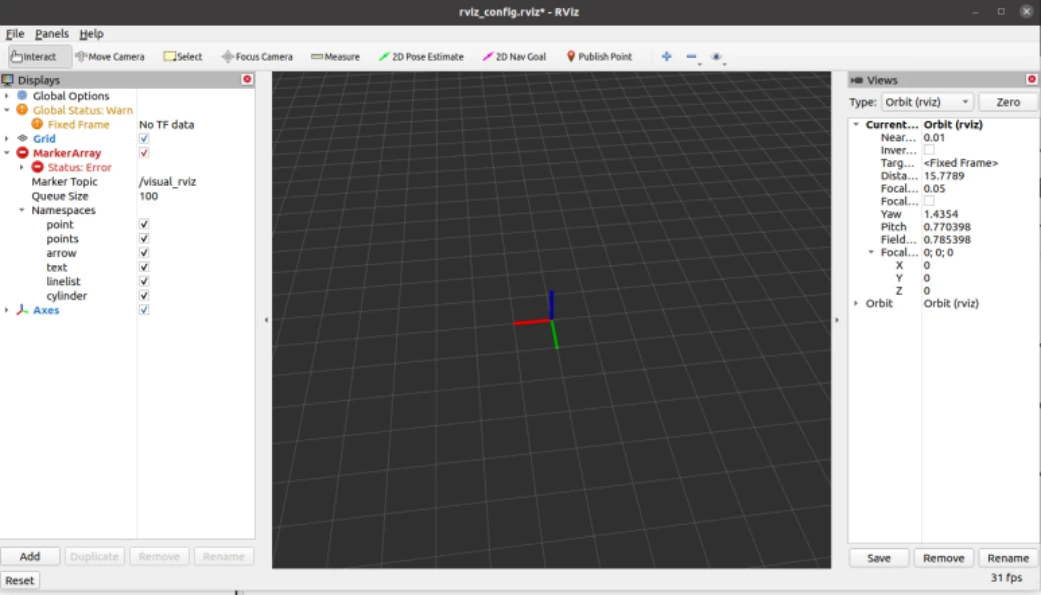 rviz_config.rviz* - RViz
File Panels Help
Interact Move Camera Select Focus Camera Measure 2D Pose Estimate 2D Nav Goal Publish Point
Displays
Global Options
Global Status: Warn
Fixed Frame No TF data
Grid
MarkerArray
Status: Error
Marker Topic /visual_rviz
Queue Size 100
Namespaces
point
points
arrow
text
linelist
cylinder
Axes
Add Duplicate Remove Rename
Reset
Views
Type: Orbit (rviz) Zero
Current... Orbit (rviz)
Near... 0.01
Inver...
Targ... <Fixed Frame>
Dista... 15.7789
Focal... 0.05
Focal...
Yaw 1.4354
Pitch 0.770398
Field... 0.785398
Focal... 0; 0; 0
X 0
Y 0
Z 0
Orbit Orbit (rviz)
Save Remove Rename
31 fps